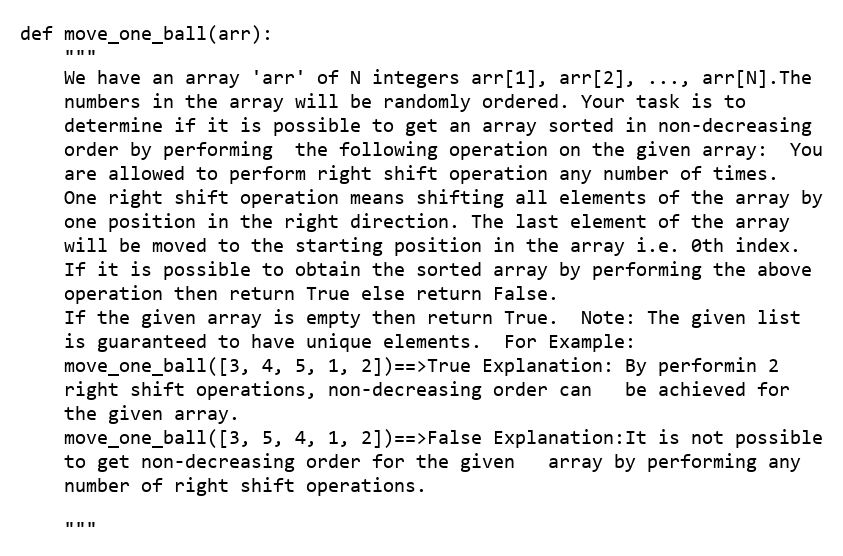 def move_one_ball(arr):
    """
    We have an array 'arr' of N integers arr[1], arr[2], ..., arr[N].The
    numbers in the array will be randomly ordered. Your task is to
    determine if it is possible to get an array sorted in non-decreasing
    order by performing  the following operation on the given array:  You
    are allowed to perform right shift operation any number of times.
    One right shift operation means shifting all elements of the array by
    one position in the right direction. The last element of the array
    will be moved to the starting position in the array i.e. 0th index.
    If it is possible to obtain the sorted array by performing the above
    operation then return True else return False.
    If the given array is empty then return True.  Note: The given list
    is guaranteed to have unique elements.  For Example:
    move_one_ball([3, 4, 5, 1, 2])==>True Explanation: By performin 2
    right shift operations, non-decreasing order can   be achieved for
    the given array.
    move_one_ball([3, 5, 4, 1, 2])==>False Explanation:It is not possible
    to get non-decreasing order for the given   array by performing any
    number of right shift operations.
    """